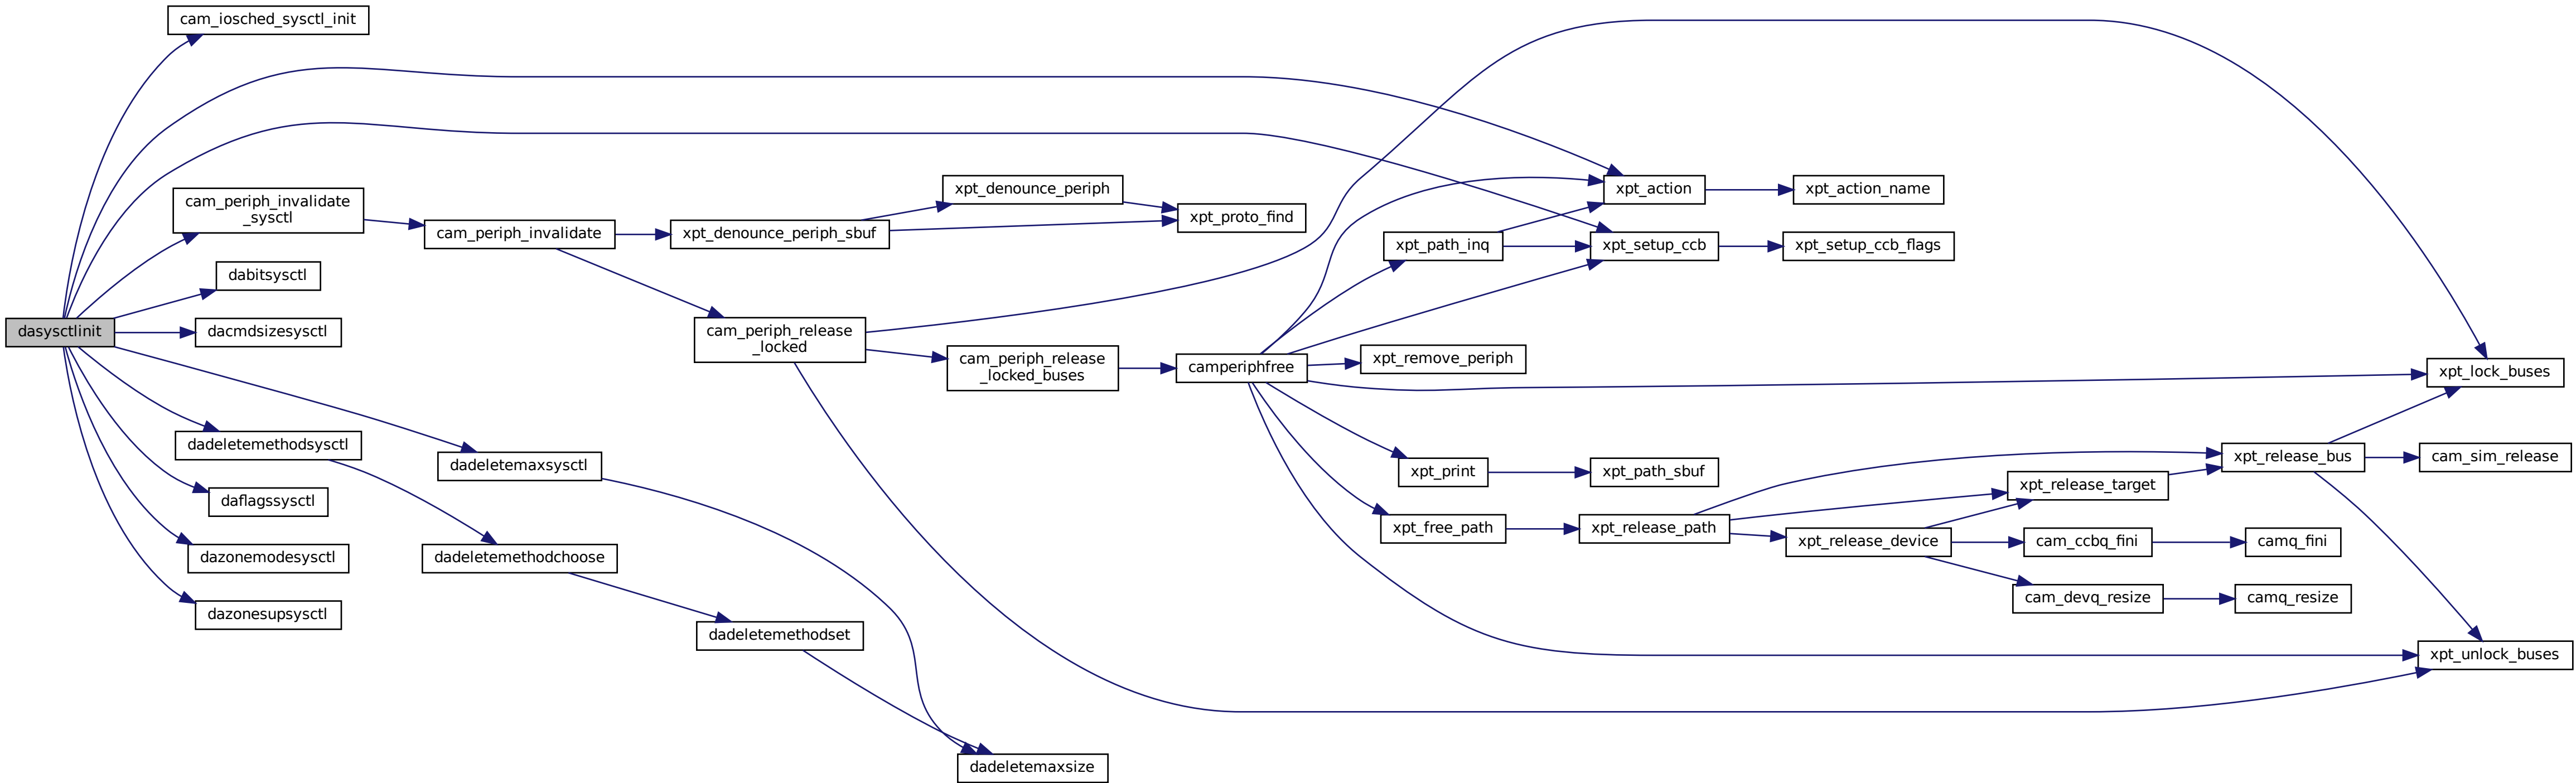 cam_iosched_sysctl_init
xpt_denounce_periph
xpt_action
xpt_action_name
cam_periph_invalidate
_sysctl
xpt_proto_find
cam_periph_invalidate
xpt_denounce_periph_sbuf
xpt_path_inq
xpt_setup_ccb
xpt_setup_ccb_flags
dabitsysctl
dasysctlinit
dacmdsizesysctl
cam_periph_release
_locked
cam_periph_release
_locked_buses
camperiphfree
xpt_remove_periph
xpt_lock_buses
dadeletemethodsysctl
dadeletemaxsysctl
xpt_print
xpt_path_sbuf
xpt_release_bus
cam_sim_release
xpt_release_target
daflagssysctl
xpt_free_path
xpt_release_path
xpt_release_device
cam_ccbq_fini
camq_fini
dazonemodesysctl
dadeletemethodchoose
cam_devq_resize
camq_resize
dazonesupsysctl
dadeletemethodset
xpt_unlock_buses
dadeletemaxsize